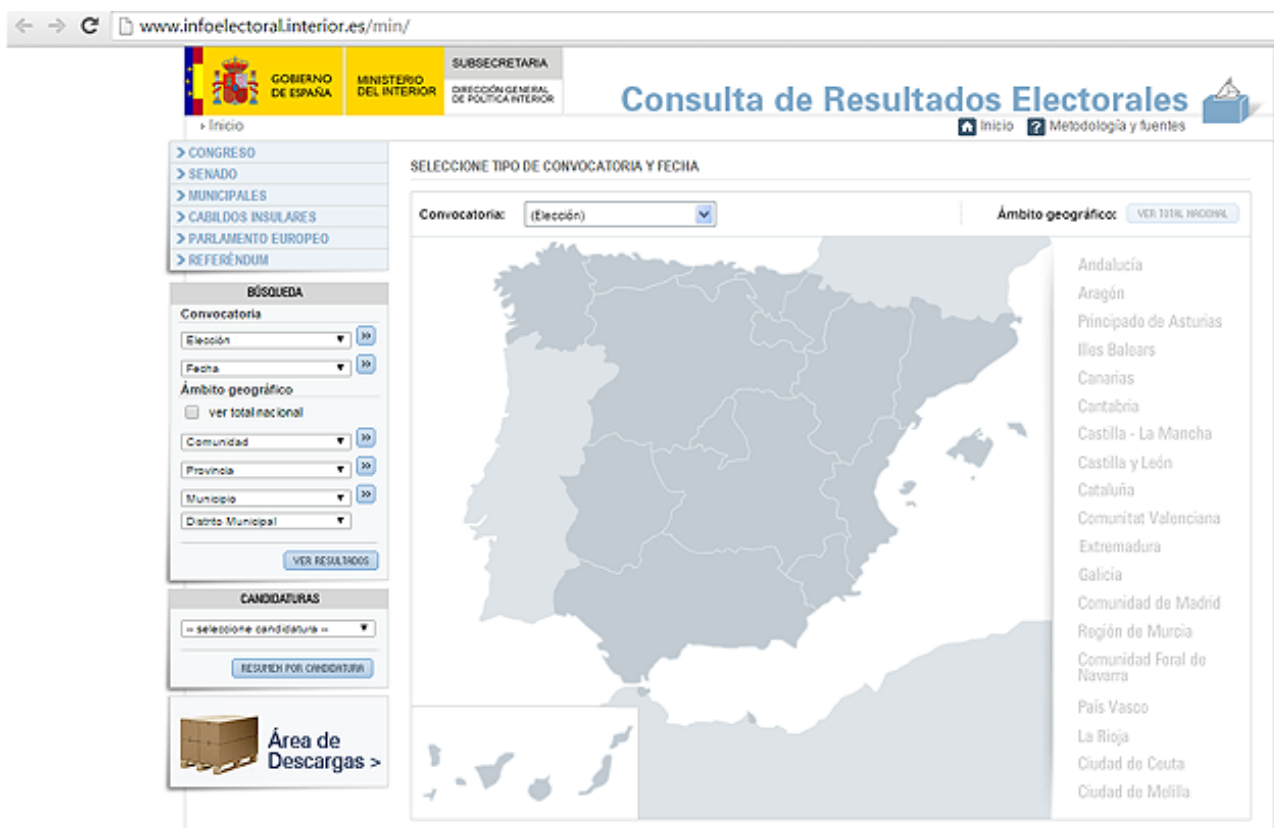 www.infoelectoral.interior.es/min/
GOBIERNO
DE ESPAÑA
MINISTERIO
DEL INTERIOR
SUBSECRETARIA
DIRECCIÓN GENERAL
DE POLÍTICA INTERIOR
Consulta de Resultados Electorales
Inicio
Inicio
Metodología y fuentes
CONGRESO
SENADO
MUNICIPALES
CABILDOS INSULARES
PARLAMENTO EUROPEO
REFERÉNDUM
BÚSQUEDA
Convocatoria
Elección
Fecha
Ámbito geográfico
ver total nacional
Comunidad
Provincia
Municipio
Distrito Municipal
VER RESULTADOS
CANDIDATURAS
-- seleccione candidatura --
RESUMEN POR CANDIDATURA
Área de
Descargas >
SELECCIONE TIPO DE CONVOCATORIA Y FECHA
Convocatoria: (Elección)
Ámbito geográfico: VER TOTAL NACIONAL
Andalucía
Aragón
Principado de Asturias
Illes Balears
Canarias
Cantabria
Castilla - La Mancha
Castilla y León
Cataluña
Comunitat Valenciana
Extremadura
Galicia
Comunidad de Madrid
Región de Murcia
Comunidad Foral de
Navarra
País Vasco
La Rioja
Ciudad de Ceuta
Ciudad de Melilla